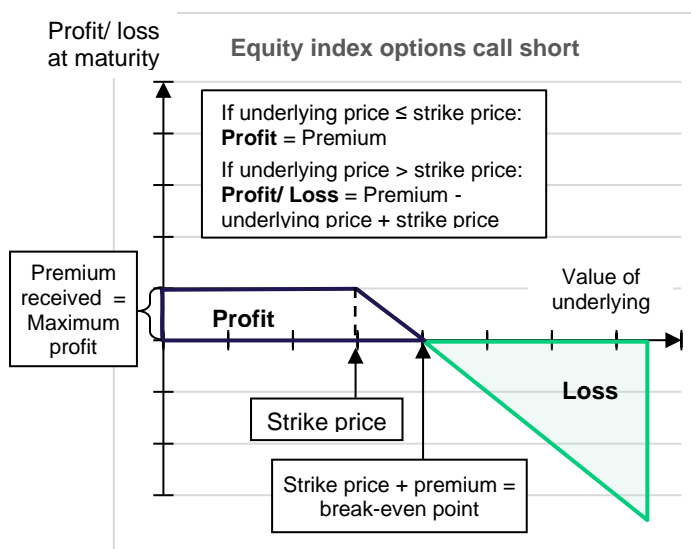 Profit/ loss
at maturity
Equity index options call short
If underlying price ≤ strike price:
Profit = Premium
If underlying price > strike price:
Profit/ Loss = Premium -
underlying price + strike price
Premium
received =
Maximum
profit
Profit
Value of
underlying
Loss
Strike price
Strike price + premium =
break-even point